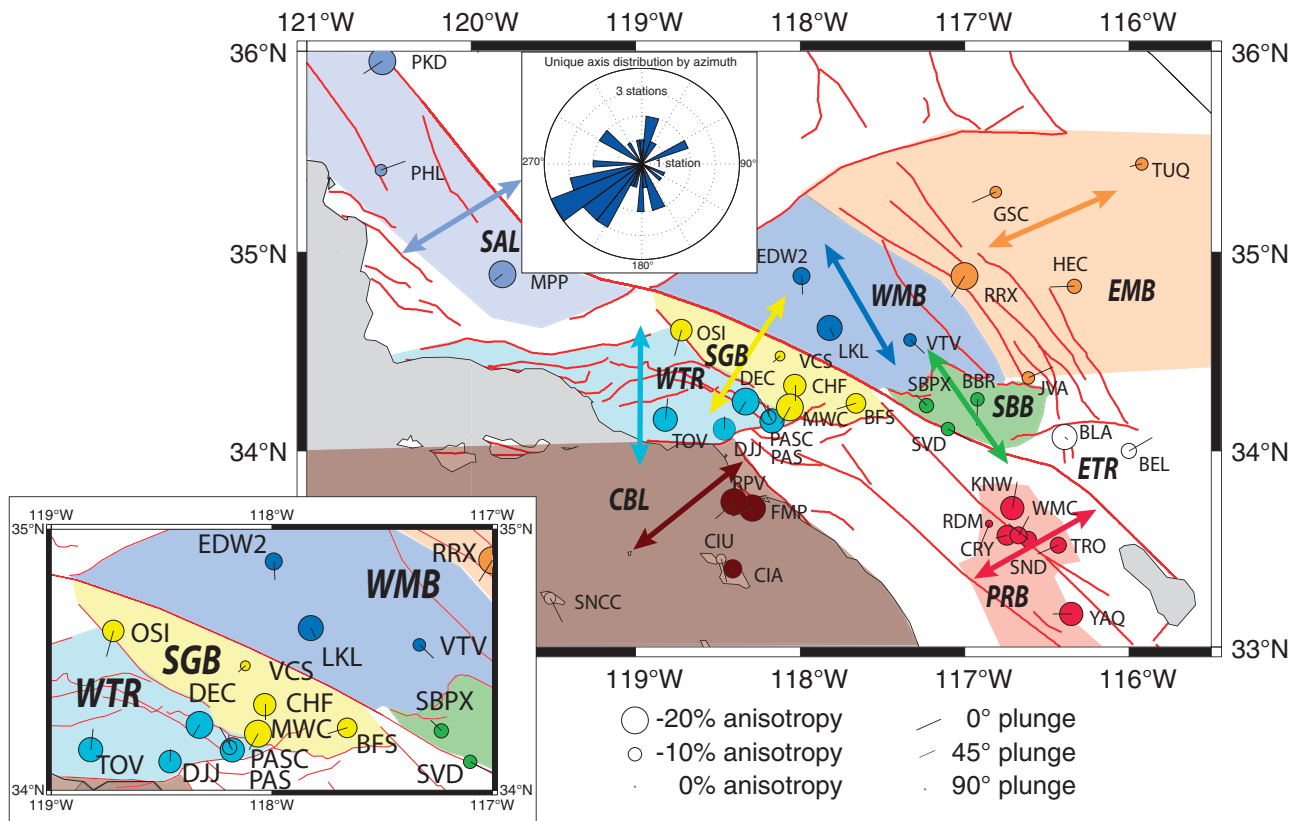 121°W 120°W 119°W 118°W 117°W 116°W
36°N 36°N
Unique axis distribution by azimuth
3 stations
1 station
270° 90°
180°
PKD
PHL
TUQ
GSC
SAL
35°N 35°N
EDW2
HEC
MPP
WMB
RRX
EMB
OSI
SGB
LKL
VTV
VCS
WTR
DEC
CHF
SBPX
BBR
JVA
SBB
MWC
BFS
TOV
PASC
SVD
BLA
34°N DJJ PAS 34°N
BEL
ETR
RPV
KNW
CBL
FMP
RDM
WMC
CRY
TRO
CIU
SND
CIA
SNCC
PRB
YAQ
33°N 33°N
119°W 118°W 117°W 116°W
119°W 118°W 117°W
35°N 35°N
EDW2
RRX
WMB
OSI
SGB
LKL
VTV
VCS
DEC
WTR
CHF
SBPX
MWC
BFS
TOV
DJJ
PASC
PAS
SVD
34°N 34°N
119°W 118°W 117°W
-20% anisotropy
-10% anisotropy
0% anisotropy
0° plunge
45° plunge
90° plunge